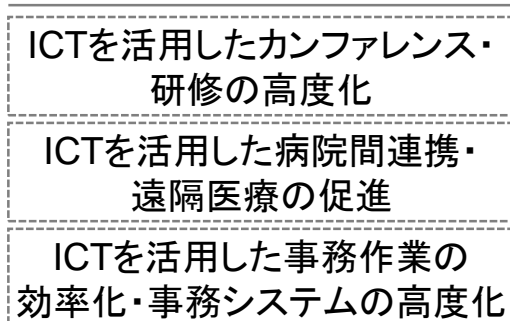 ICTを活用したカンファレンス・
研修の高度化
ICTを活用した病院間連携・
遠隔医療の促進
ICTを活用した事務作業の
効率化・事務システムの高度化